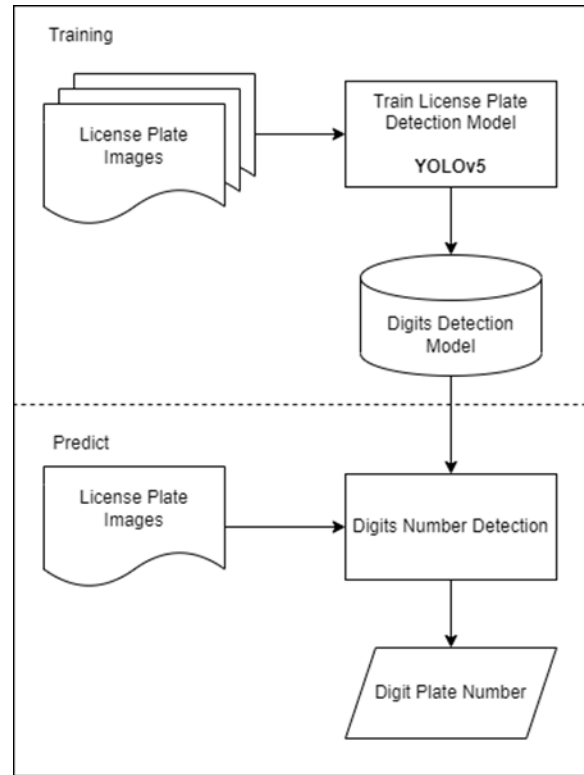 Training
License Plate
Images
Train License Plate
Detection Model
YOLOv5
Digits Detection
Model
Predict
License Plate
Images
Digits Number Detection
Digit Plate Number